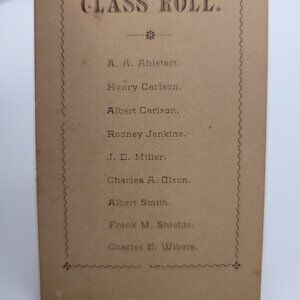 CLASS ROLL.
A. A. Ahlstedt.
Henry Carlson.
Albert Carlson.
Rodney Jenkins.
J. D. Miller.
Charles A. Olson.
Albert Smith.
Frank M. Shields.
Charles E. Wiberg.